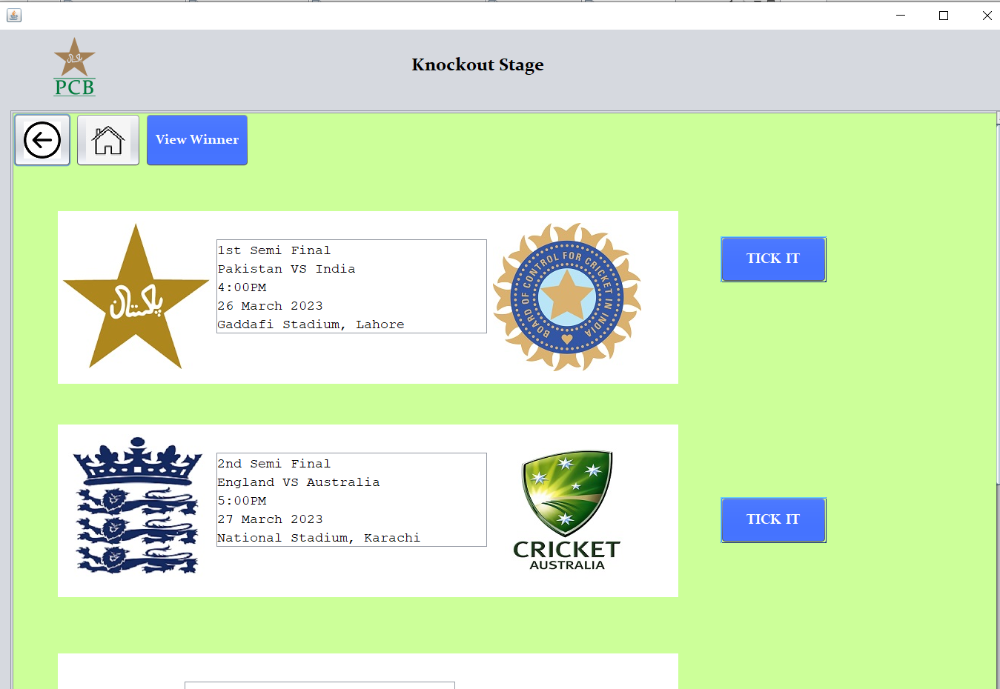 PCB
Knockout Stage
View Winner
پاکستان
1st Semi Final
Pakistan VS India
4:00PM
26 March 2023
Gaddafi Stadium, Lahore
BOARD OF CONTROL FOR CRICKET IN INDIA
TICK IT
2nd Semi Final
England VS Australia
5:00PM
27 March 2023
National Stadium, Karachi
CRICKET
AUSTRALIA
TICK IT